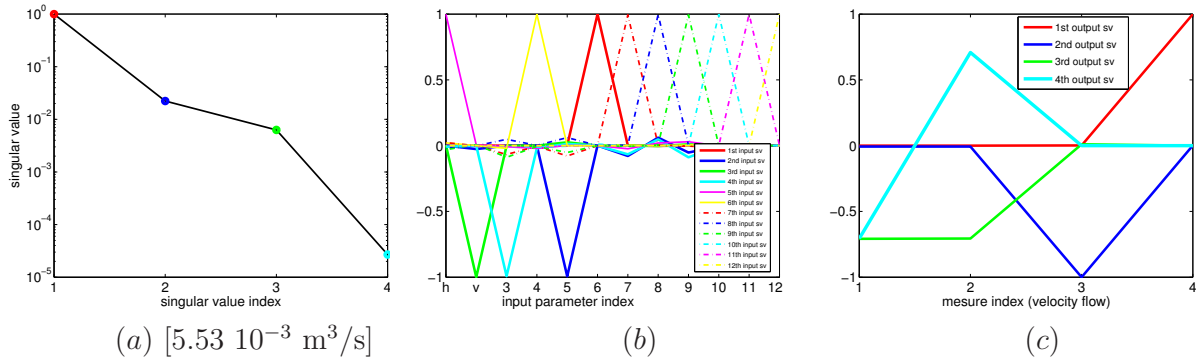 10⁰
10⁻¹
10⁻²
10⁻³
10⁻⁴
10⁻⁵
singular value
1 2 3 4
singular value index
(a) [5.53 10⁻³ m³/s]
1
0.5
0
−0.5
−1
h v 3 4 5 6 7 8 9 10 11 12
input parameter index
1st input sv
2nd input sv
3rd input sv
4th input sv
5th input sv
6th input sv
7th input sv
8th input sv
9th input sv
10th input sv
11th input sv
12th input sv
(b)
1
0.5
0
−0.5
−1
1 2 3 4
mesure index (velocity flow)
1st output sv
2nd output sv
3rd output sv
4th output sv
(c)